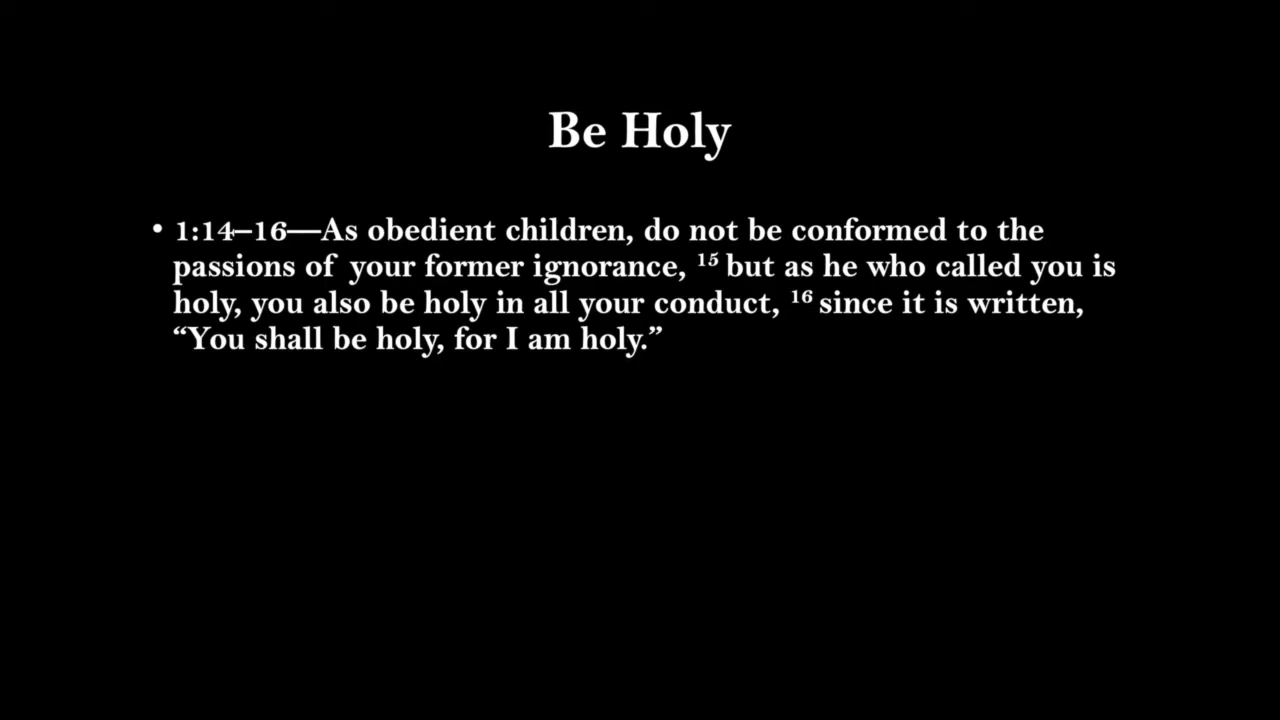 Be Holy
• 1:14–16—As obedient children, do not be conformed to the
passions of your former ignorance, ¹⁵ but as he who called you is
holy, you also be holy in all your conduct, ¹⁶ since it is written,
“You shall be holy, for I am holy.”